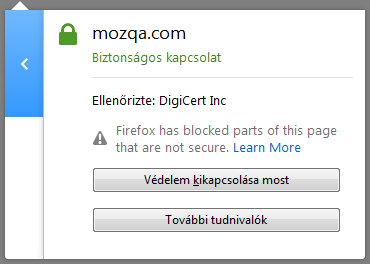 mozqa.com
Biztonságos kapcsolat
Ellenőrizte: DigiCert Inc
Firefox has blocked parts of this page
that are not secure. Learn More
Védelem kikapcsolása most
További tudnivalók